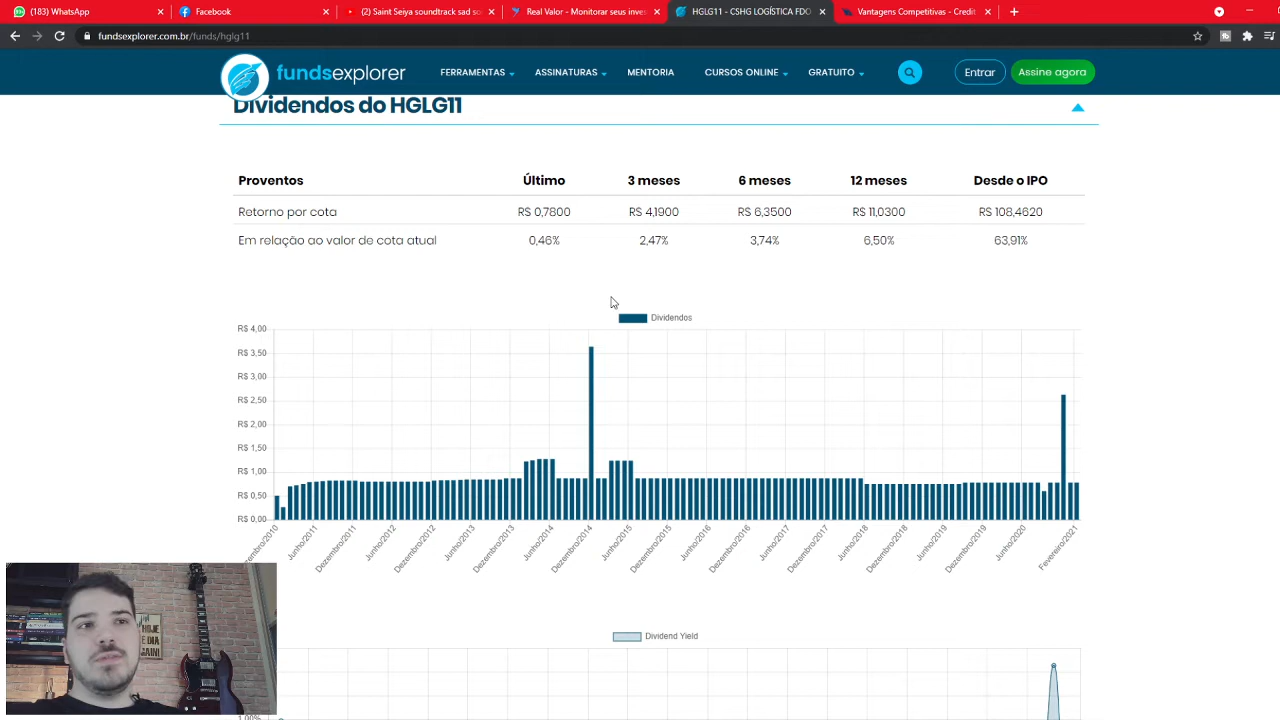 (183) WhatsApp
Facebook
(2) Saint Seiya soundtrack sad so
Real Valor - Monitorar seus inves
HGLG11 - CSHG LOGÍSTICA FDO
Vantagens Competitivas - Credit
fundsexplorer.com.br/funds/hglg11
fundsexplorer
FERRAMENTAS
ASSINATURAS
MENTORIA
CURSOS ONLINE
GRATUITO
Entrar
Assine agora
Dividendos do HGLG11
Proventos Último 3 meses 6 meses 12 meses Desde o IPO
Retorno por cota R$ 0,7800 R$ 4,1900 R$ 6,3500 R$ 11,0300 R$ 108,4620
Em relação ao valor de cota atual 0,46% 2,47% 3,74% 6,50% 63,91%
Dividendos
R$ 4,00
R$ 3,50
R$ 3,00
R$ 2,50
R$ 2,00
R$ 1,50
R$ 1,00
R$ 0,50
R$ 0,00
zembro/2010
Junho/2011
Dezembro/2011
Junho/2012
Dezembro/2012
Junho/2013
Dezembro/2013
Junho/2014
Dezembro/2014
Junho/2015
Dezembro/2015
Junho/2016
Dezembro/2016
Junho/2017
Dezembro/2017
Junho/2018
Dezembro/2018
Junho/2019
Dezembro/2019
Junho/2020
Fevereiro/2021
Dividend Yield
1,00%
HOJE
É DIA